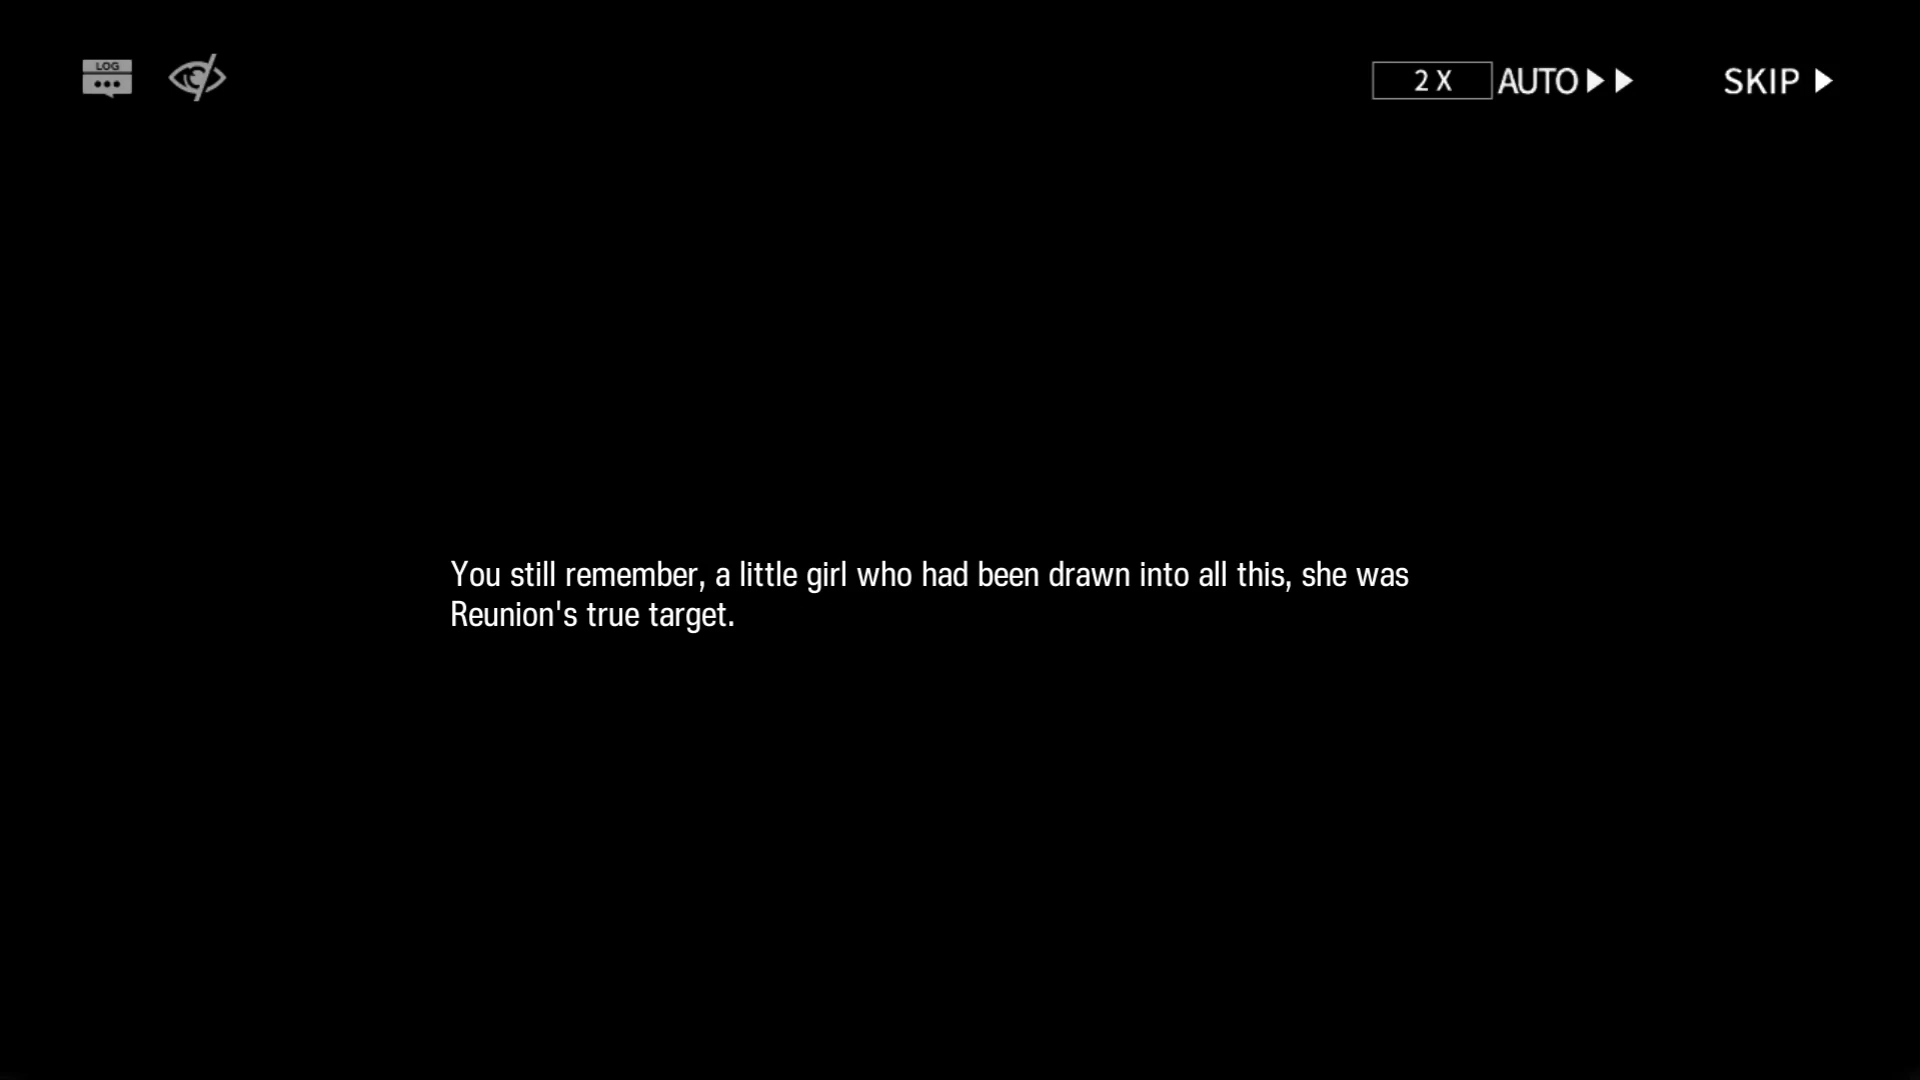 LOG
2 X AUTO SKIP
You still remember, a little girl who had been drawn into all this, she was
Reunion's true target.